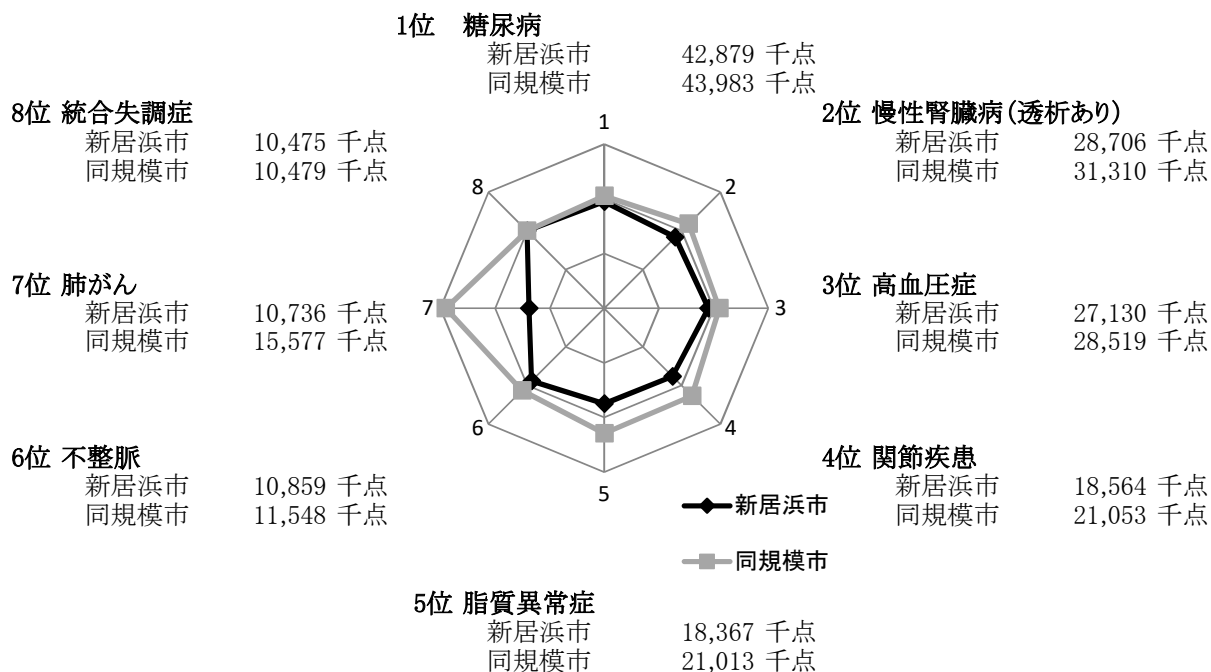 1位 糖尿病
新居浜市 42,879 千点
同規模市 43,983 千点
8位 統合失調症
新居浜市 10,475 千点
同規模市 10,479 千点
2位 慢性腎臓病(透析あり)
新居浜市 28,706 千点
同規模市 31,310 千点
7位 肺がん
新居浜市 10,736 千点
同規模市 15,577 千点
3位 高血圧症
新居浜市 27,130 千点
同規模市 28,519 千点
6位 不整脈
新居浜市 10,859 千点
同規模市 11,548 千点
4位 関節疾患
新居浜市 18,564 千点
同規模市 21,053 千点
1
2
3
4
5
6
7
8
新居浜市
同規模市
5位 脂質異常症
新居浜市 18,367 千点
同規模市 21,013 千点